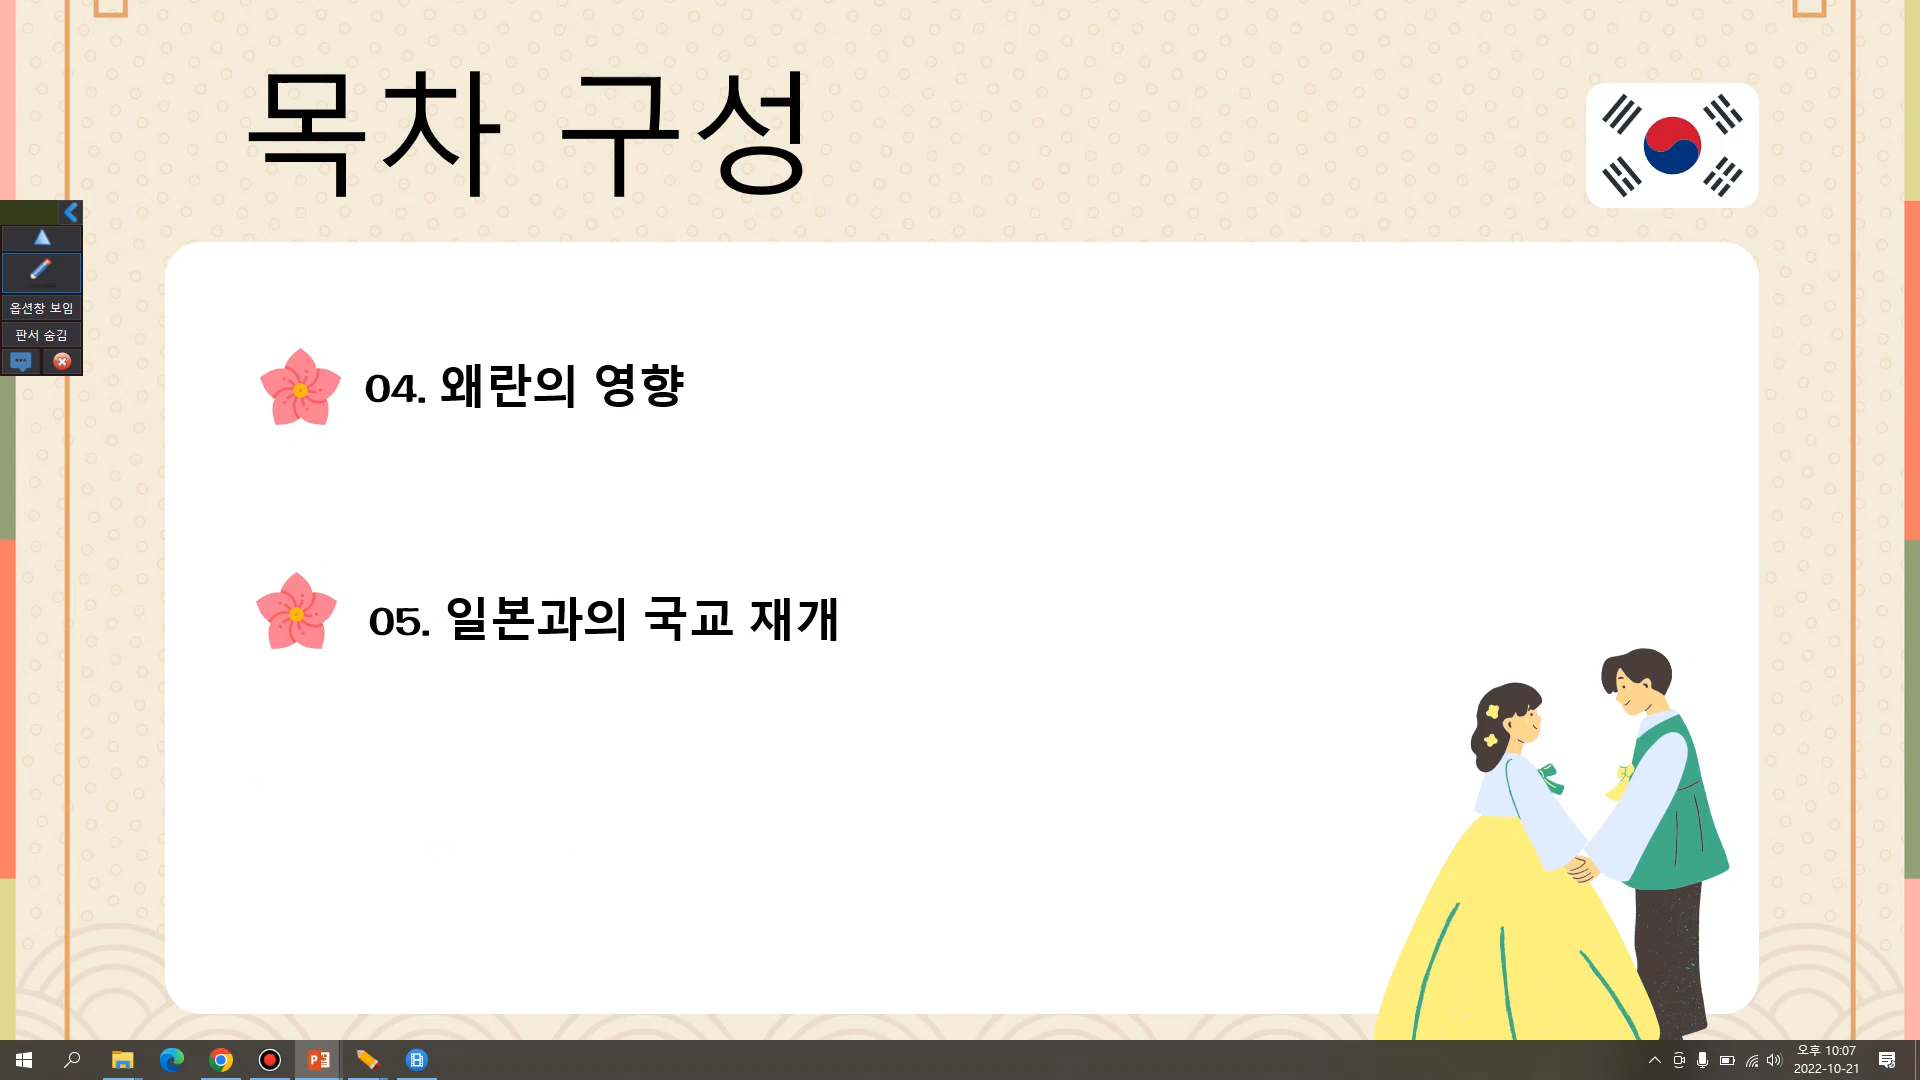 목차 구성
옵션창 보임
판서 숨김
04. 왜란의 영향
05. 일본과의 국교 재개
오후 10:07
2022-10-21